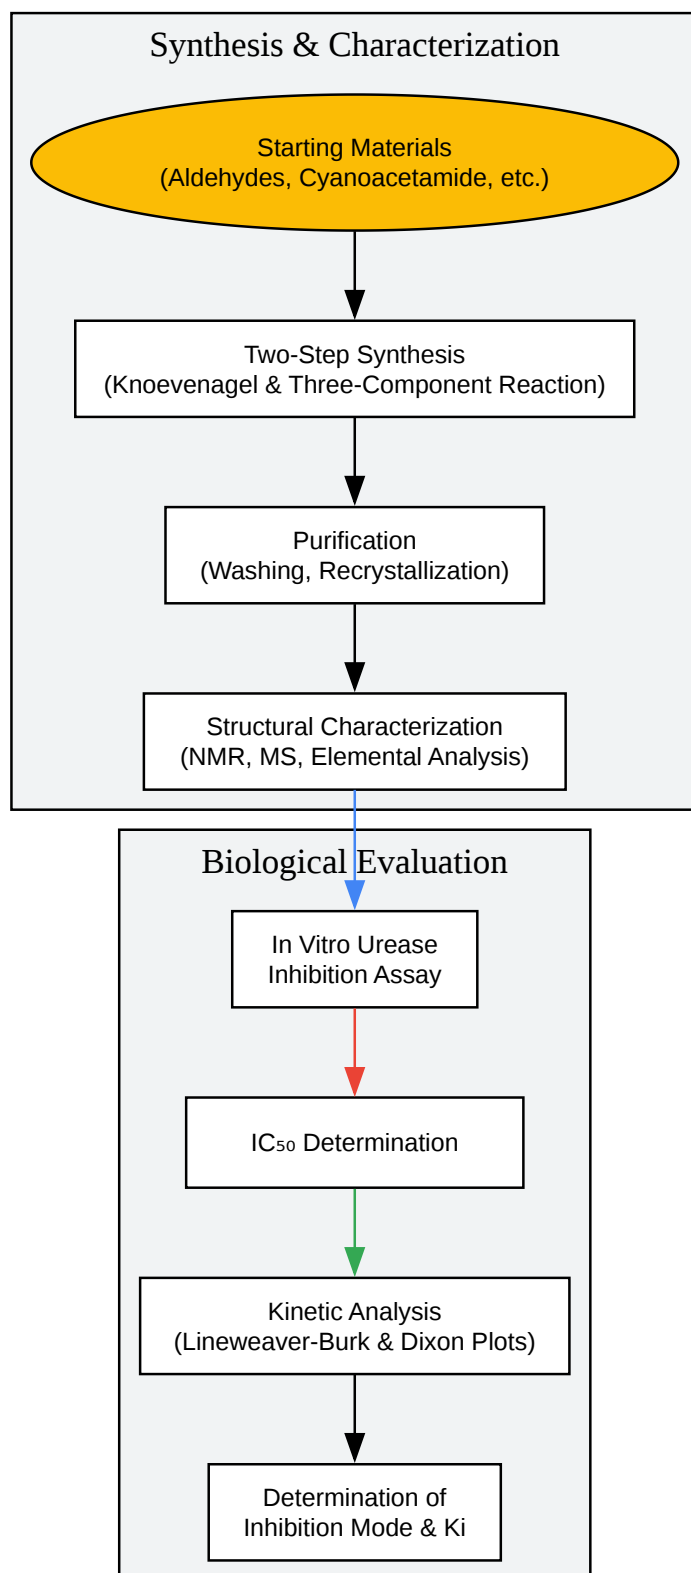 Synthesis & Characterization
Starting Materials
(Aldehydes, Cyanoacetamide, etc.)
Two-Step Synthesis
(Knoevenagel & Three-Component Reaction)
Purification
(Washing, Recrystallization)
Structural Characterization
(NMR, MS, Elemental Analysis)
Biological Evaluation
In Vitro Urease
Inhibition Assay
IC₅₀ Determination
Kinetic Analysis
(Lineweaver-Burk & Dixon Plots)
Determination of
Inhibition Mode & Ki